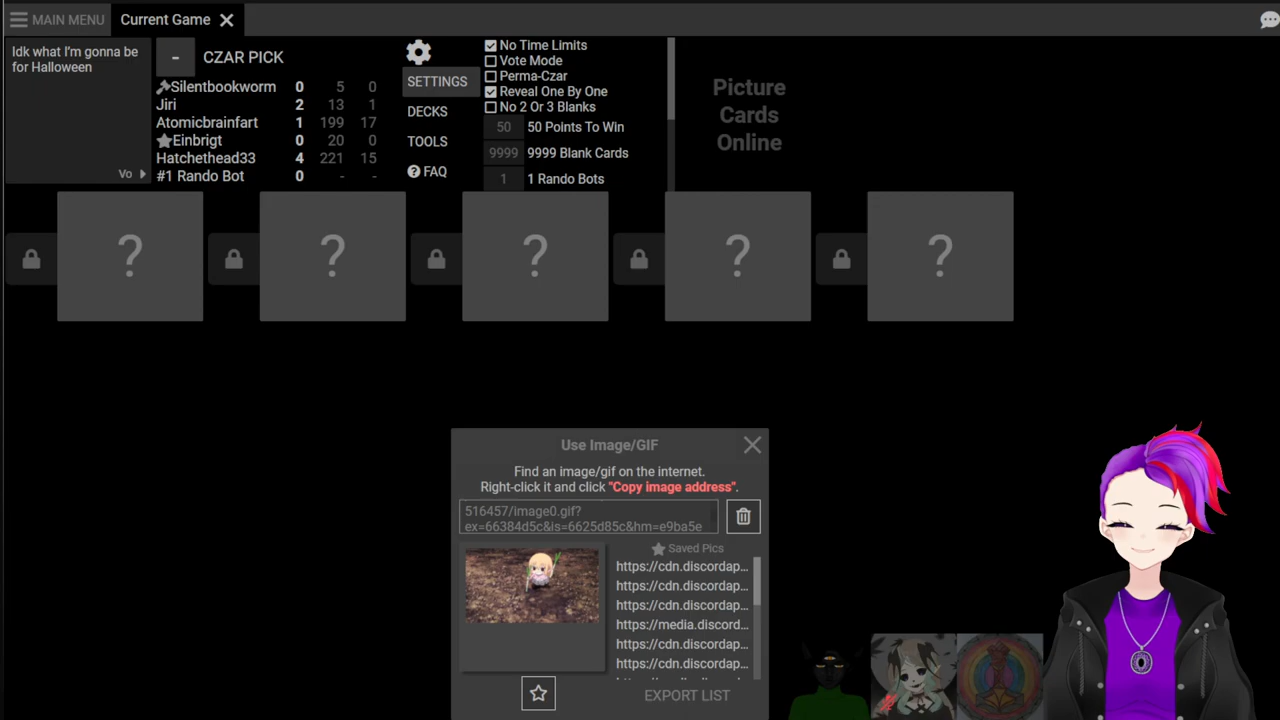 MAIN MENU
Current Game
Idk what I'm gonna be
for Halloween
Vo
-
CZAR PICK
Silentbookworm 0 5 0
Jiri 2 13 1
Atomicbrainfart 1 199 17
Einbrigt 0 20 0
Hatchethead33 4 221 15
#1 Rando Bot 0 - -
SETTINGS
DECKS
TOOLS
? FAQ
No Time Limits
Vote Mode
Perma-Czar
Reveal One By One
No 2 Or 3 Blanks
50 50 Points To Win
9999 9999 Blank Cards
1 1 Rando Bots
Picture
Cards
Online
? ? ? ? ?
Use Image/GIF
Find an image/gif on the internet.
Right-click it and click "Copy image address".
516457/image0.gif?
ex=66384d5c&is=6625d85c&hm=e9ba5e
Saved Pics
https://cdn.discordap...
https://cdn.discordap...
https://cdn.discordap...
https://media.discord...
https://cdn.discordap...
https://cdn.discordap...
EXPORT LIST